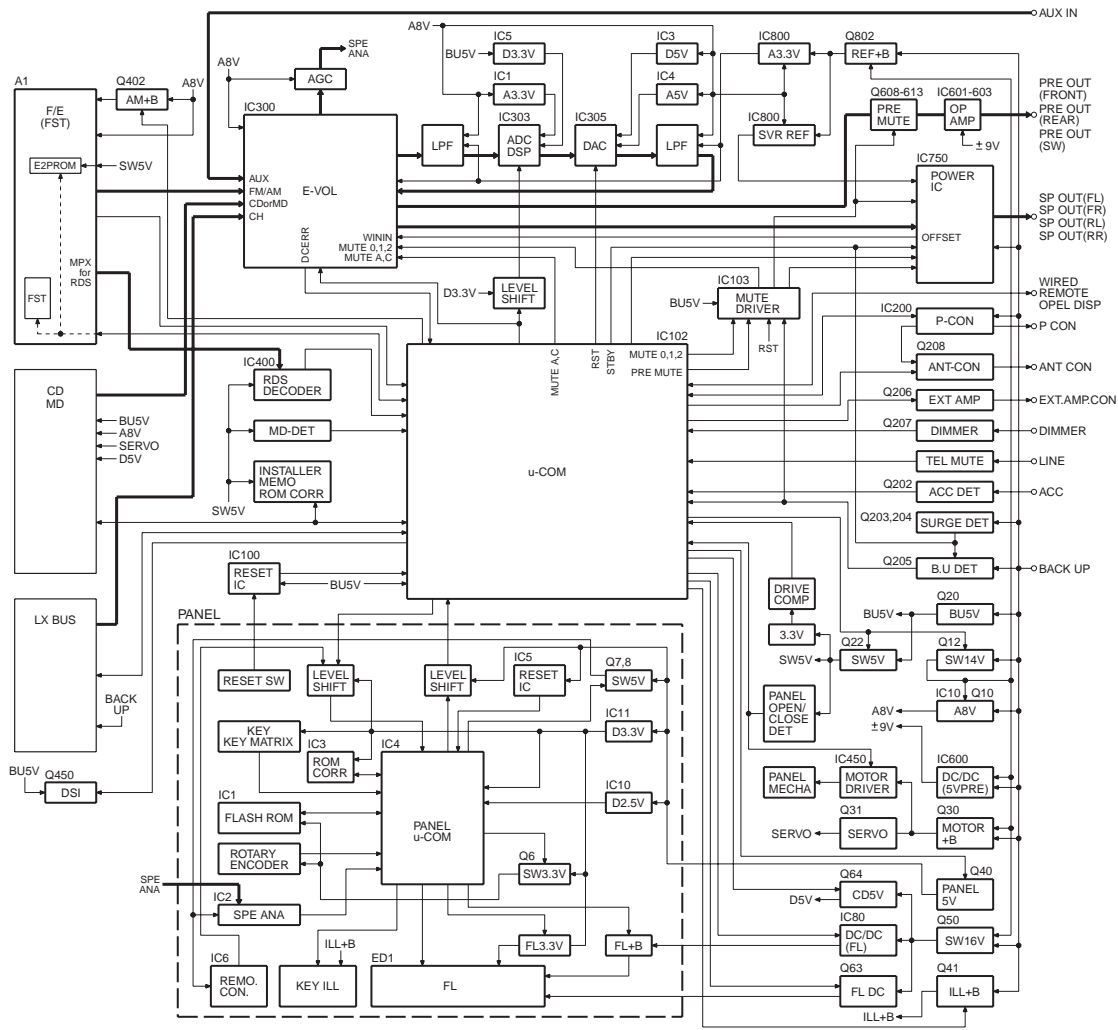 AUX IN
A8V
SPE
ANA
IC5
D3.3V
BU5V
IC3
D5V
IC800
A3.3V
Q802
REF+B
A1
Q402
AM+B
A8V
A8V
AGC
IC1
A3.3V
IC4
A5V
F/E
(FST)
IC300
IC303
ADC
DSP
IC305
DAC
LPF
LPF
IC800
SVR REF
Q608-613
PRE
MUTE
IC601-603
OP
AMP
±9V
PRE OUT
(FRONT)
PRE OUT
(REAR)
PRE OUT
(SW)
E2PROM
SW5V
AUX
FM/AM
CDorMD
CH
E-VOL
DCERR
WININ
MUTE 0,1,2
MUTE A,C
IC750
POWER
IC
OFFSET
SP OUT(FL)
SP OUT(FR)
SP OUT(RL)
SP OUT(RR)
MPX
for
RDS
FST
D3.3V
LEVEL
SHIFT
IC103
MUTE
DRIVER
BU5V
RST
WIRED
REMOTE
OPEL DISP
IC200
P-CON
P CON
IC400
RDS
DECODER
IC102
MUTE A,C
RST
STBY
MUTE 0,1,2
PRE MUTE
u-COM
Q208
ANT-CON
ANT CON
CD
MD
BU5V
A8V
SERVO
D5V
MD-DET
INSTALLER
MEMO
ROM CORR
SW5V
Q206
EXT AMP
EXT.AMP.CON
Q207
DIMMER
DIMMER
TEL MUTE
LINE
Q202
ACC DET
ACC
Q203,204
SURGE DET
Q205
B.U DET
BACK UP
IC100
RESET
IC
BU5V
LX BUS
BACK
UP
PANEL
RESET SW
LEVEL
SHIFT
LEVEL
SHIFT
IC5
RESET
IC
Q7,8
SW5V
DRIVE
COMP
3.3V
SW5V
BU5V
Q20
BU5V
Q22
SW5V
Q12
SW14V
PANEL
OPEN/
CLOSE
DET
A8V
±9V
IC10
Q10
A8V
KEY
KEY MATRIX
IC3
ROM
CORR
IC4
PANEL
u-COM
IC11
D3.3V
IC10
D2.5V
BU5V
Q450
DSI
IC1
FLASH ROM
ROTARY
ENCODER
PANEL
MECHA
IC450
MOTOR
DRIVER
IC600
DC/DC
(5VPRE)
SERVO
Q31
SERVO
Q30
MOTOR
+B
SPE
ANA
IC2
SPE ANA
Q6
SW3.3V
Q64
CD5V
D5V
Q40
PANEL
5V
IC80
DC/DC
(FL)
Q50
SW16V
IC6
REMO.
CON.
ILL+B
KEY ILL
FL3.3V
FL+B
ED1
FL
Q63
FL DC
Q41
ILL+B
ILL+B